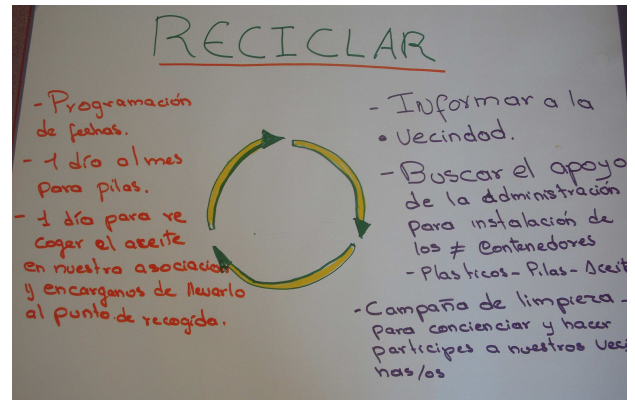 RECICLAR
- Programación
de fechas.
- 1 día al mes
para pilas.
- 1 día para re
coger el aceite
en nuestra asociación
y encargarnos de llevarlo
al punto de recogida.
- Informar a la
• Vecindad.
- Buscar el apoyo
de la administración
para instalación de
los ≠ contenedores
- Plasticos - Pilas - Aceit
- Campaña de limpieza -
para concienciar y hacer
participes a nuestros veci
nas/os